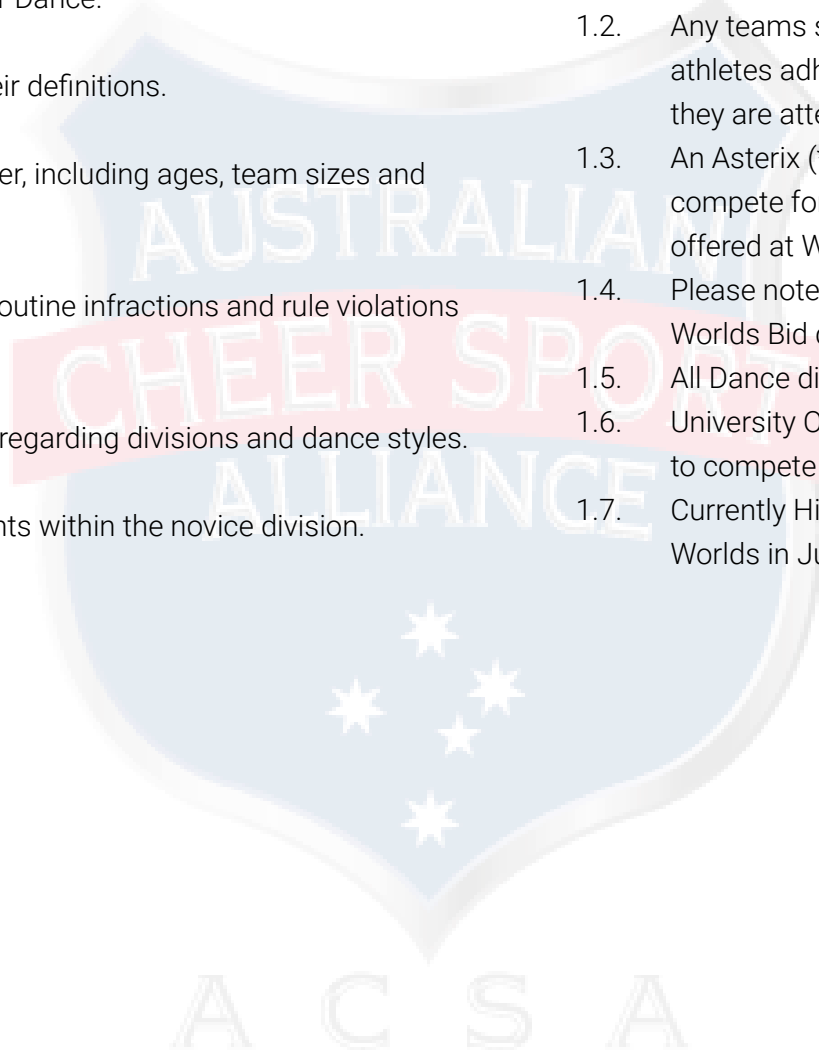 r Dance.
eir definitions.
er, including ages, team sizes and
outine infractions and rule violations
regarding divisions and dance styles.
nts within the novice division.
1.2. Any teams s
athletes adh
they are atte
1.3. An Asterix (*
compete for
offered at W
1.4. Please note
Worlds Bid
1.5. All Dance di
1.6. University C
to compete
1.7. Currently Hi
Worlds in Ju
AUSTRALIAN
CHEER SPORT
ALLIANCE
ACSA